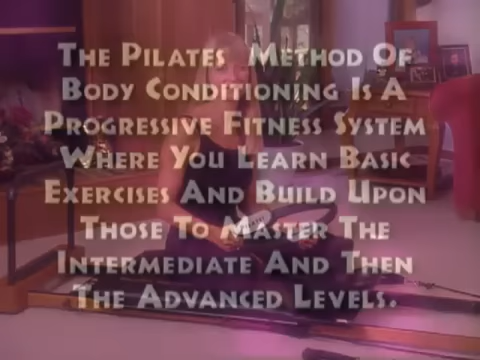 The Pilates Method Of
Body Conditioning Is A
Progressive Fitness System
Where You Learn Basic
Exercises And Build Upon
Those To Master The
Intermediate And Then
The Advanced Levels.